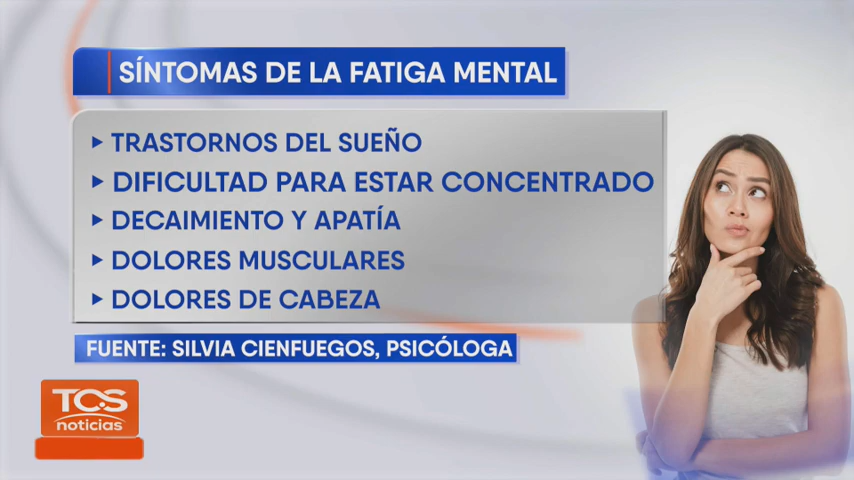 SÍNTOMAS DE LA FATIGA MENTAL
TRASTORNOS DEL SUEÑO
DIFICULTAD PARA ESTAR CONCENTRADO
DECAIMIENTO Y APATÍA
DOLORES MUSCULARES
DOLORES DE CABEZA
FUENTE: SILVIA CIENFUEGOS, PSICÓLOGA
TCS
noticias